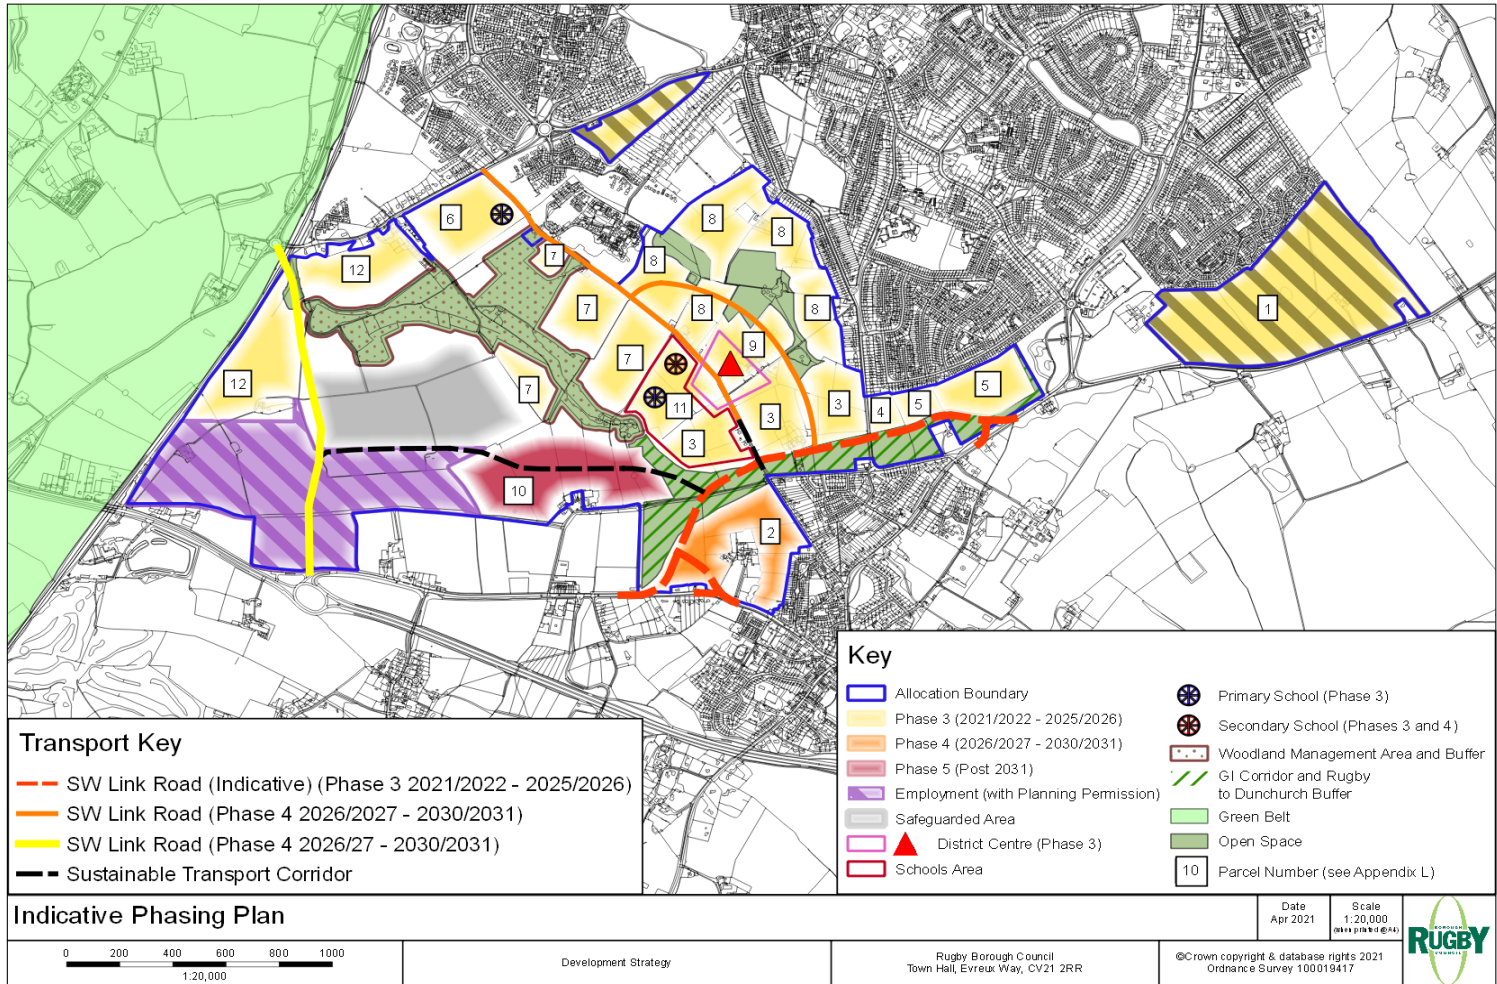 6
8
8
12
7
8
1
7
8
8
9
7
12
7
5
11
3
3
4
5
3
10
2
Transport Key
SW Link Road (Indicative) (Phase 3 2021/2022 - 2025/2026)
SW Link Road (Phase 4 2026/2027 - 2030/2031)
SW Link Road (Phase 4 2026/27 - 2030/2031)
Sustainable Transport Corridor
Key
Allocation Boundary
Phase 3 (2021/2022 - 2025/2026)
Phase 4 (2026/2027 - 2030/2031)
Phase 5 (Post 2031)
Employment (with Planning Permission)
Safeguarded Area
District Centre (Phase 3)
Schools Area
Primary School (Phase 3)
Secondary School (Phases 3 and 4)
Woodland Management Area and Buffer
GI Corridor and Rugby
to Dunchurch Buffer
Green Belt
Open Space
10 Parcel Number (see Appendix L)
Indicative Phasing Plan
Date
Apr 2021
Scale
1:20,000
(when printed @A4)
0 200 400 600 800 1000
1:20,000
Development Strategy
Rugby Borough Council
Town Hall, Evreux Way, CV21 2RR
©Crown copyright & database rights 2021
Ordnance Survey 100019417
BOROUGH
RUGBY
COUNCIL